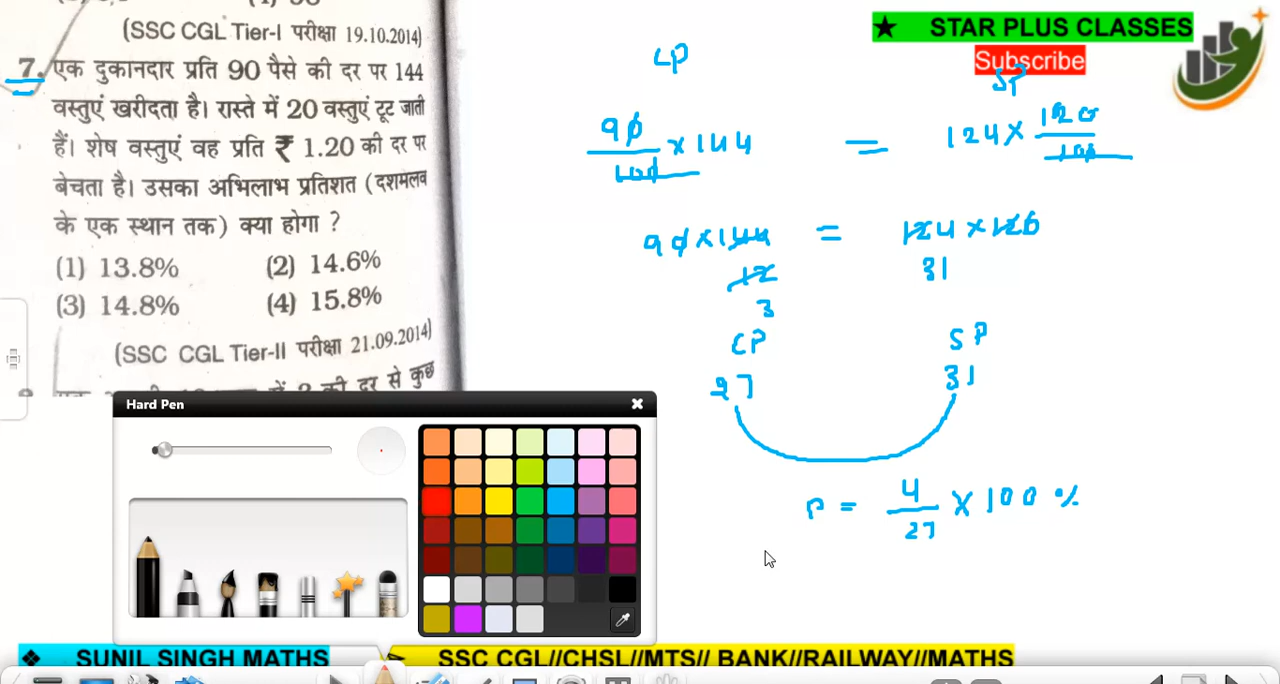 (SSC CGL Tier-I परीक्षा 19.10.2014)
7. एक दुकानदार प्रति 90 पैसे की दर पर 144
वस्तुएं खरीदता है। रास्ते में 20 वस्तुएं टूट जाती
हैं। शेष वस्तुएं वह प्रति ₹ 1.20 की दर पर
बेचता है। उसका अभिलाभ प्रतिशत (दशमलव
के एक स्थान तक) क्या होगा ?
(1) 13.8% (2) 14.6%
(3) 14.8% (4) 15.8%
(SSC CGL Tier-II परीक्षा 21.09.2014)
की दर से कुछ
★ STAR PLUS CLASSES
Subscribe
CP SP
90/100 × 144 = 124 × 120/100
90 × 144 = 124 × 120
12 31
3
CP SP
27 31
P = 4/27 × 100 %
Hard Pen
SUNIL SINGH MATHS
SSC CGL//CHSL//MTS// BANK//RAILWAY//MATHS